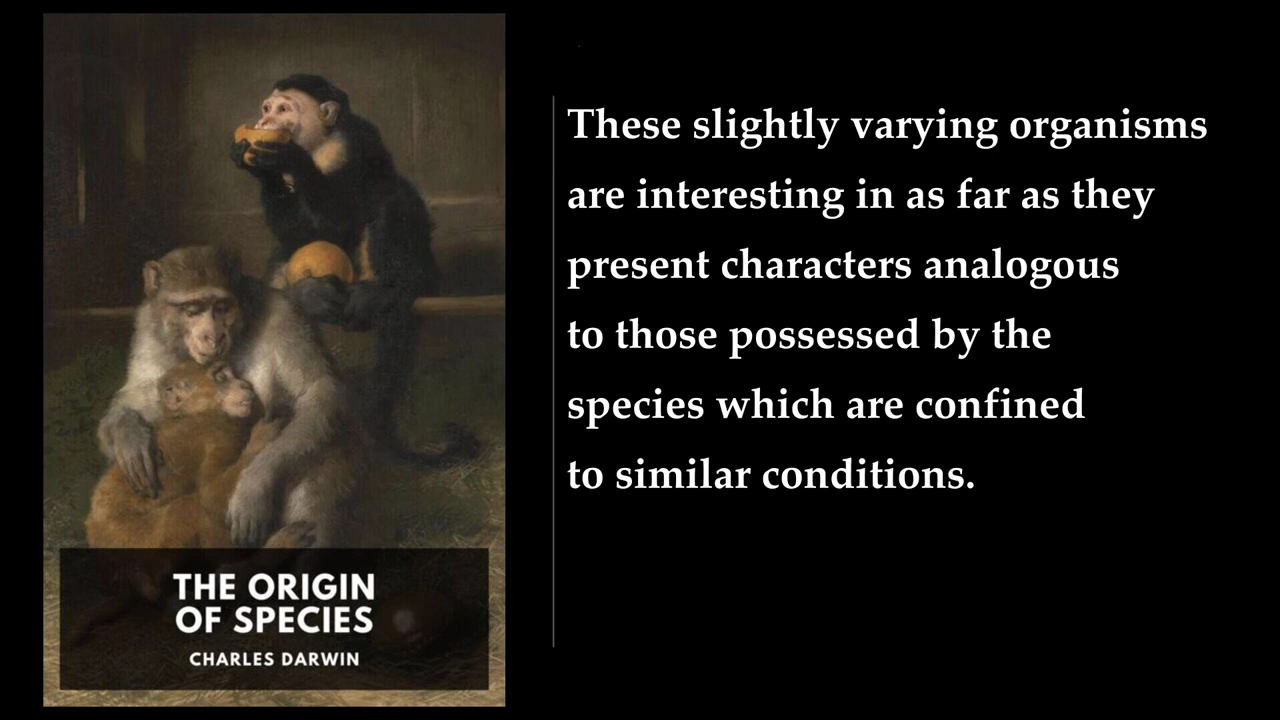 These slightly varying organisms
are interesting in as far as they
present characters analogous
to those possessed by the
species which are confined
to similar conditions.
THE ORIGIN
OF SPECIES
CHARLES DARWIN